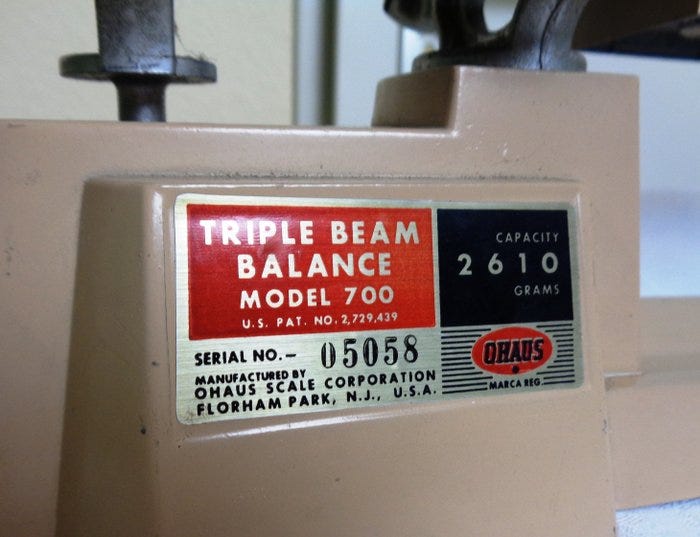 TRIPLE BEAM
BALANCE
MODEL 700
U.S. PAT. NO. 2,729,439
CAPACITY
2610
GRAMS
SERIAL NO.– 05058
MANUFACTURED BY
OHAUS SCALE CORPORATION
FLORHAM PARK, N.J., U.S.A.
OHAUS
MARCA REG.